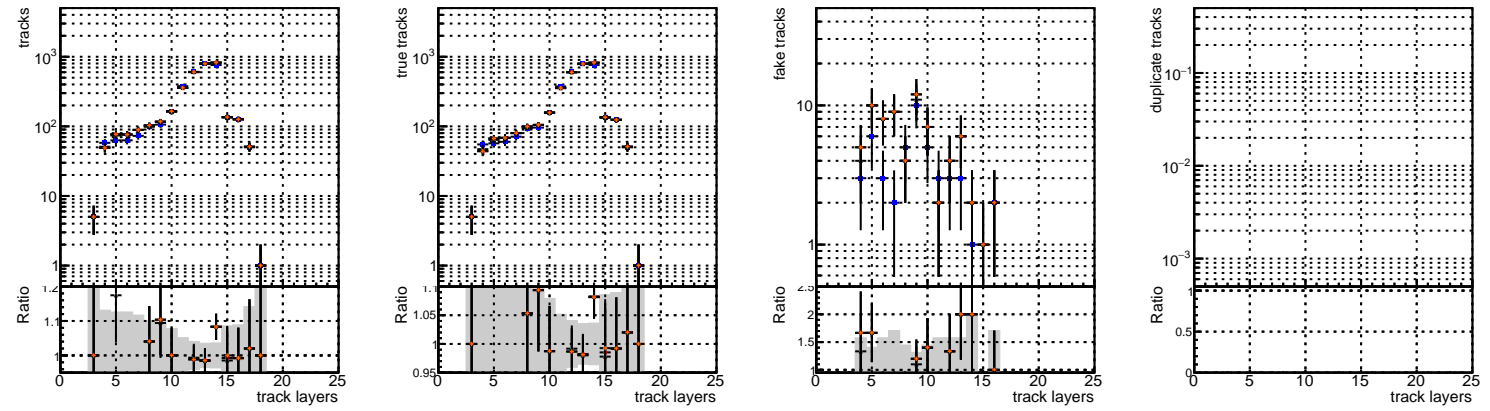 tracks
10³
10²
10
1
Ratio
1.2
1.1
1
0 5 10 15 20 25
track layers
true tracks
10³
10²
10
1
Ratio
1.1
1.05
1
0.95
0 5 10 15 20 25
track layers
fake tracks
10
1
Ratio
2.5
2
1.5
1
0 5 10 15 20 25
track layers
duplicate tracks
10⁻¹
10⁻²
10⁻³
Ratio
1
0.5
0
0 5 10 15 20 25
track layers